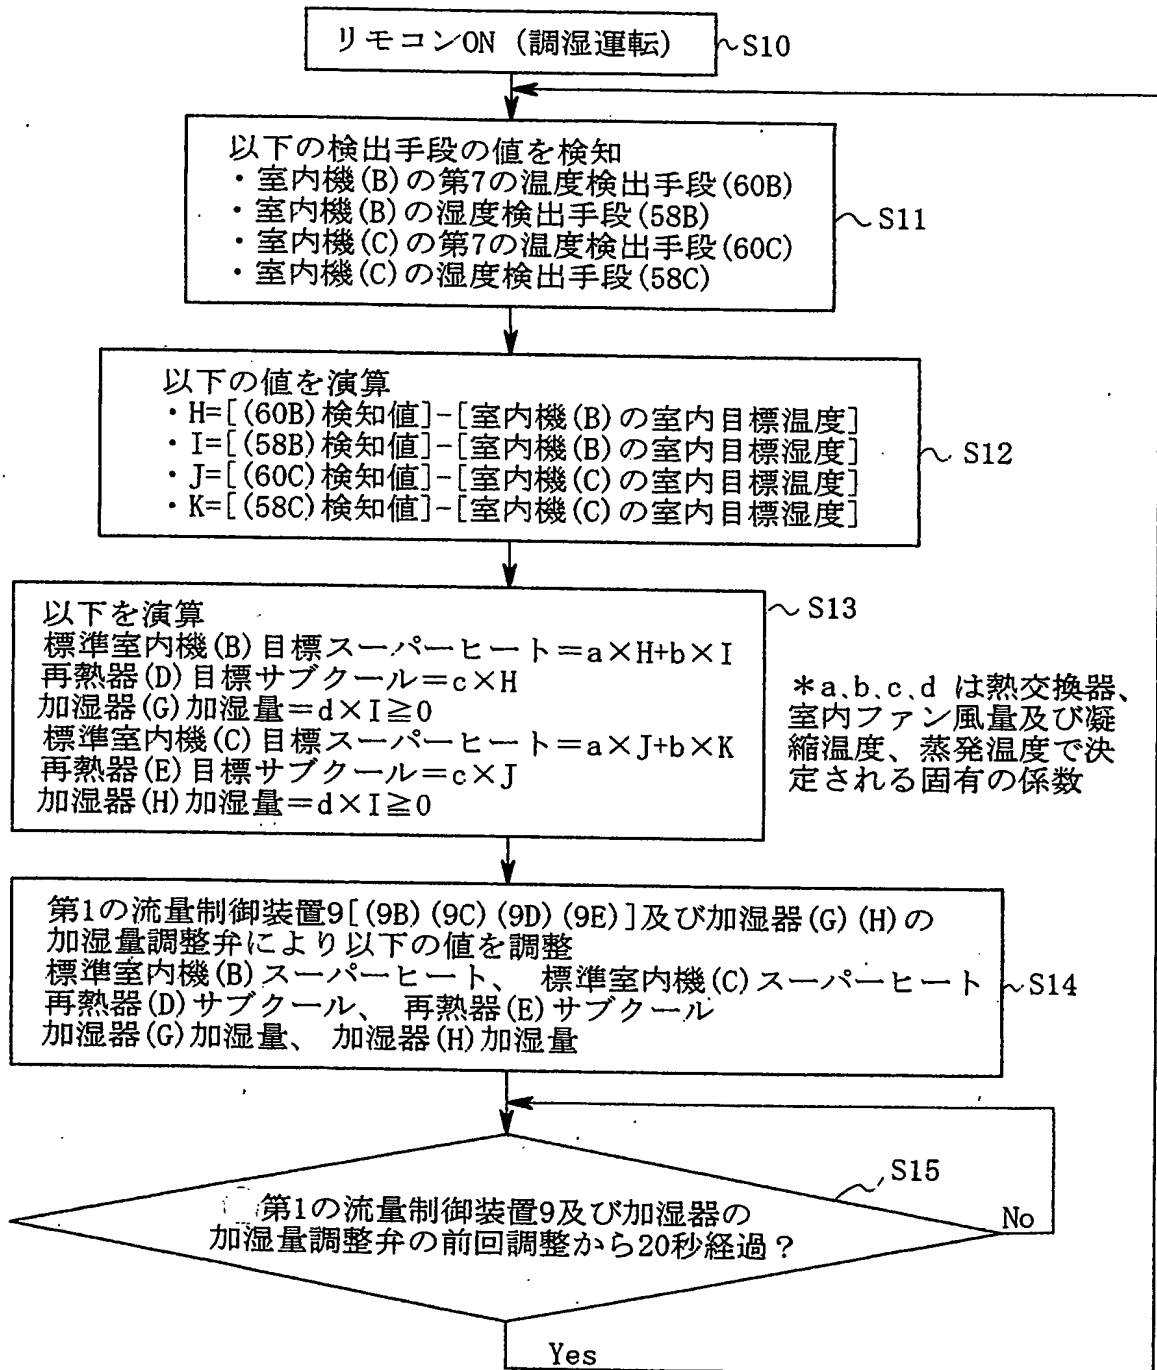 リモコンON (調湿運転)
S10
以下の検出手段の値を検知
・室内機(B)の第7の温度検出手段(60B)
・室内機(B)の湿度検出手段(58B)
・室内機(C)の第7の温度検出手段(60C)
・室内機(C)の湿度検出手段(58C)
S11
以下の値を演算
・H=[(60B)検知値]-[室内機(B)の室内目標温度]
・I=[(58B)検知値]-[室内機(B)の室内目標湿度]
・J=[(60C)検知値]-[室内機(C)の室内目標温度]
・K=[(58C)検知値]-[室内機(C)の室内目標湿度]
S12
以下を演算
標準室内機(B)目標スーパーヒート=a×H+b×I
再熱器(D)目標サブクール=c×H
加湿器(G)加湿量=d×I≧0
標準室内機(C)目標スーパーヒート=a×J+b×K
再熱器(E)目標サブクール=c×J
加湿器(H)加湿量=d×I≧0
S13
*a.b.c.d は熱交換器、
室内ファン風量及び凝
縮温度、蒸発温度で決
定される固有の係数
第1の流量制御装置9[(9B)(9C)(9D)(9E)]及び加湿器(G)(H)の
加湿量調整弁により以下の値を調整
標準室内機(B)スーパーヒート、 標準室内機(C)スーパーヒート
再熱器(D)サブクール、 再熱器(E)サブクール
加湿器(G)加湿量、 加湿器(H)加湿量
S14
S15
第1の流量制御装置9及び加湿器の
加湿量調整弁の前回調整から20秒経過?
No
Yes